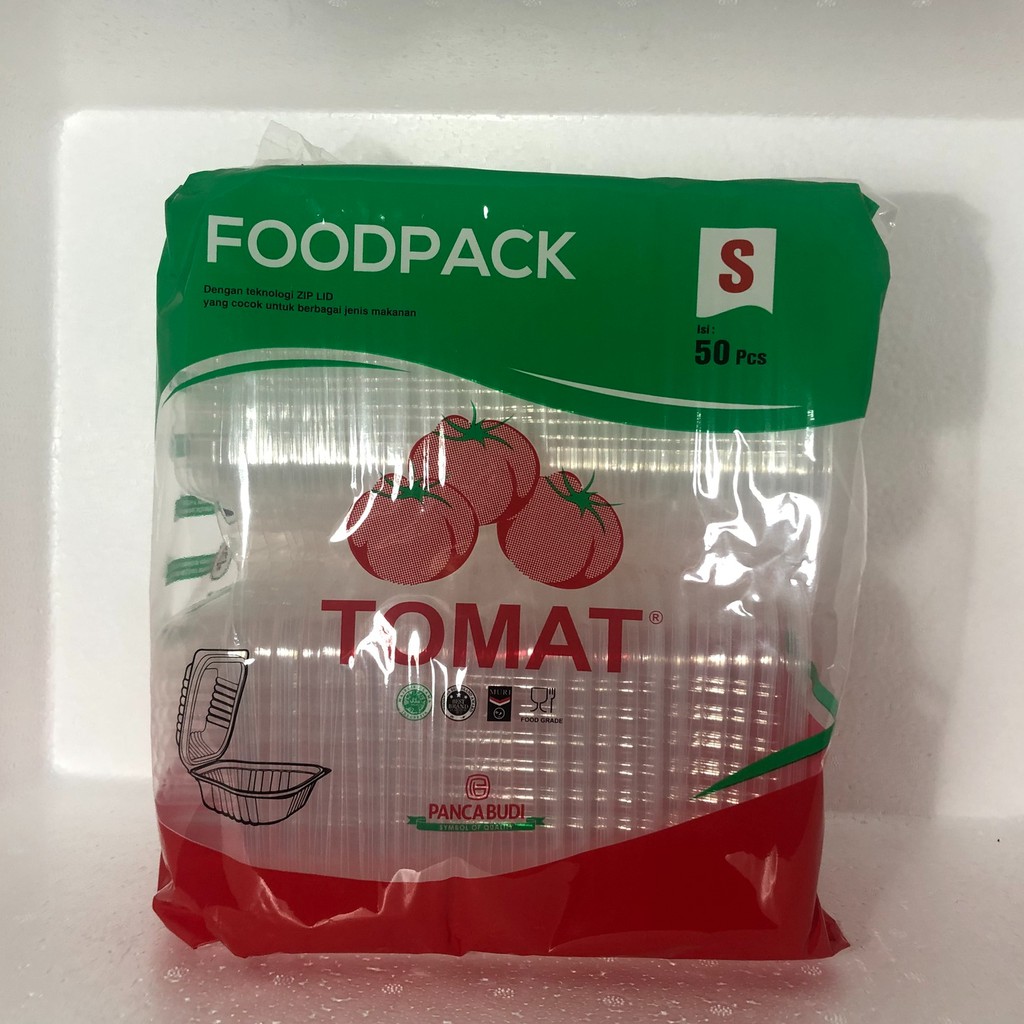 FOODPACK
Dengan teknologi ZIP LID
yang cocok untuk berbagai jenis makanan
S
isi :
50 Pcs
TOMAT®
MURI
FOOD GRADE
PANCA BUDI
SYMBOL OF QUALITY